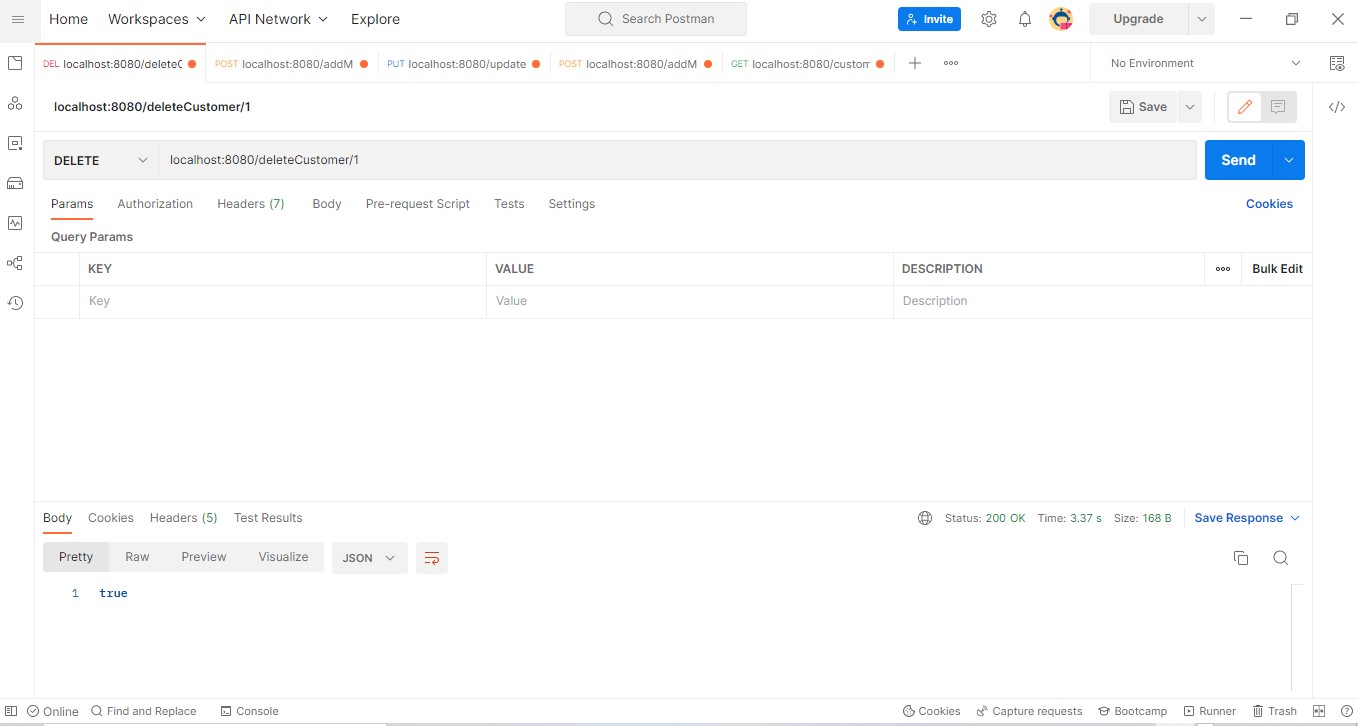 Home Workspaces API Network Explore Search Postman Invite Upgrade
DEL localhost:8080/deleteC POST localhost:8080/addM PUT localhost:8080/update POST localhost:8080/addM GET localhost:8080/custom No Environment
localhost:8080/deleteCustomer/1 Save
DELETE localhost:8080/deleteCustomer/1 Send
Params Authorization Headers (7) Body Pre-request Script Tests Settings Cookies
Query Params
KEY VALUE DESCRIPTION Bulk Edit
Key Value Description
Body Cookies Headers (5) Test Results Status: 200 OK Time: 3.37 s Size: 168 B Save Response
Pretty Raw Preview Visualize JSON
1 true
Online Find and Replace Console Cookies Capture requests Bootcamp Runner Trash